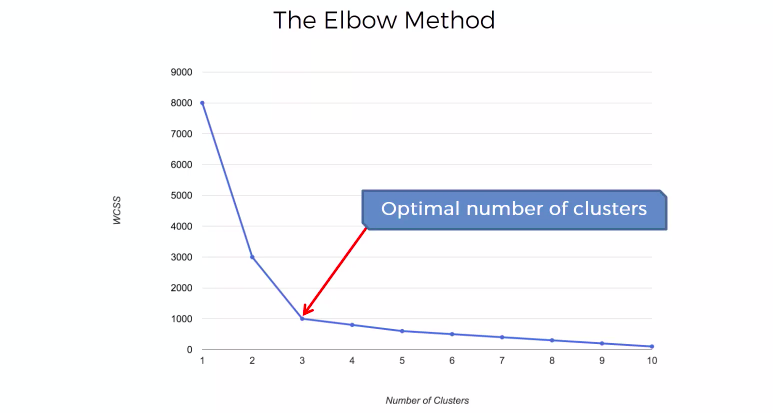 The Elbow Method
9000
8000
7000
6000
5000
4000
3000
2000
1000
0
WCSS
Optimal number of clusters
1 2 3 4 5 6 7 8 9 10
Number of Clusters